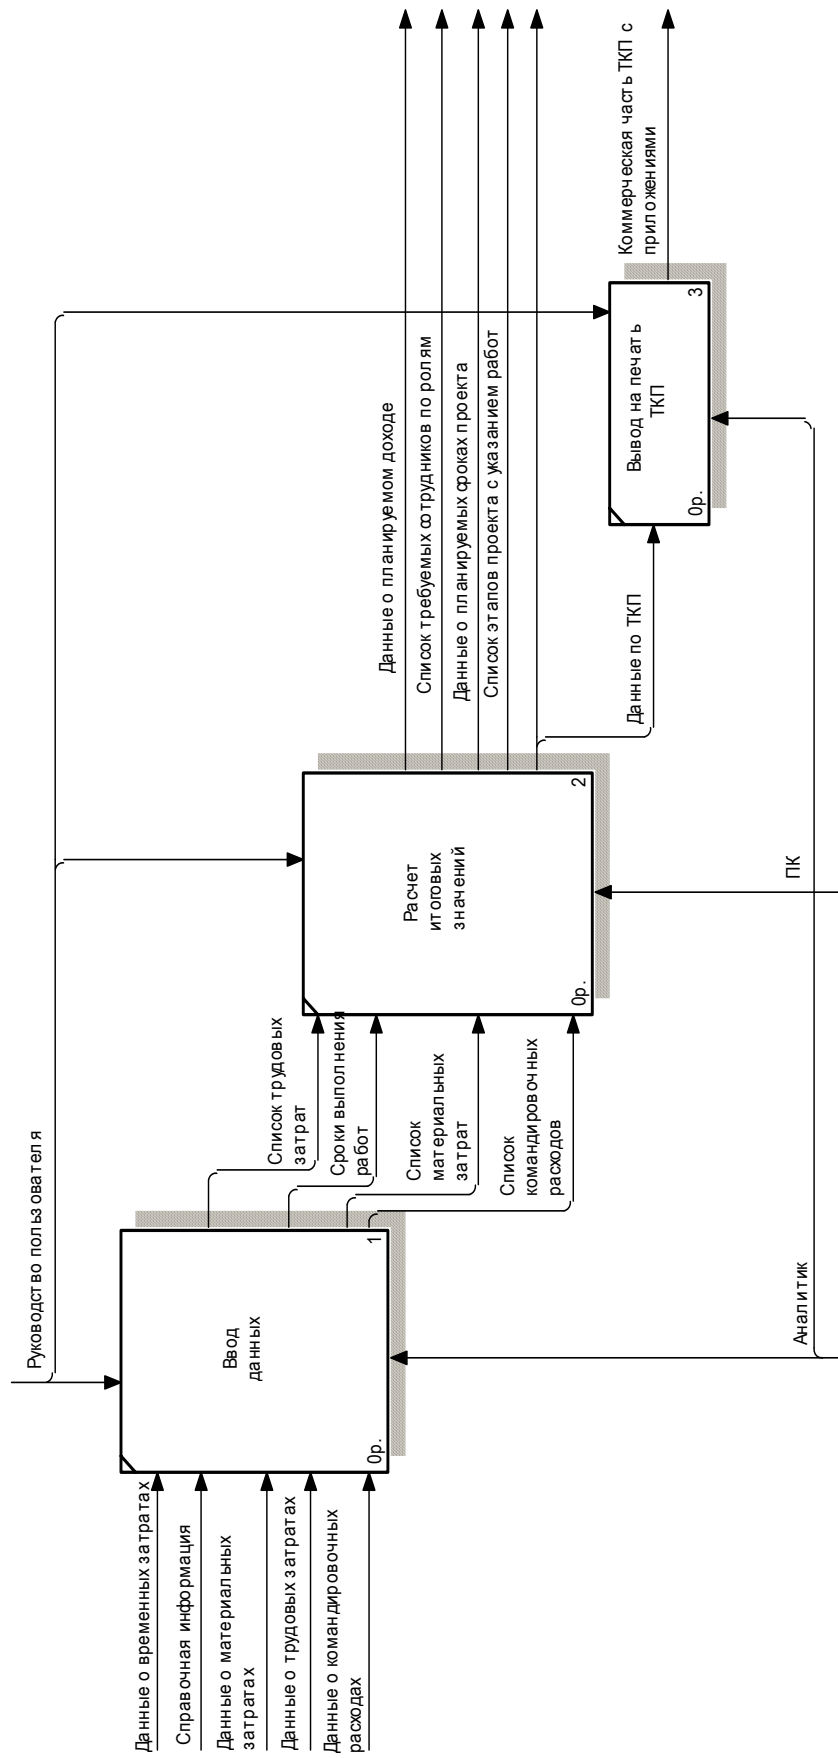 Руководство пользователя
Данные о временных затратах
Справочная информация
Данные о материальных
затратах
Данные о трудовых затратах
Данные о командировочных
расходах
Ввод
данных
0р.
1
Список трудовых
затрат
Сроки выполнения
работ
Список
материальных
затрат
Список
командировочных
расходов
Расчет
итоговых
значений
0р.
2
Данные о планируемом доходе
Список требуемых сотрудников по ролям
Данные о планируемых сроках проекта
Список этапов проекта с указанием работ
Данные по ТКП
Вывод на печать
ТКП
0р.
3
Коммерческая часть ТКП с
приложениями
Аналитик
ПК